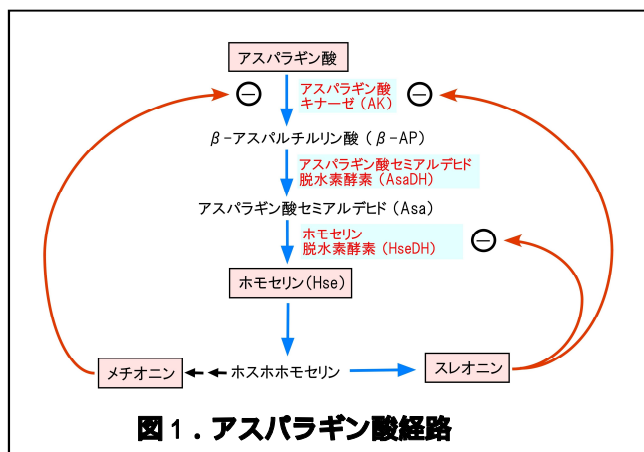 アスパラギン酸
⊖
アスパラギン酸
キナーゼ(AK)
⊖
β-アスパルチルリン酸(β-AP)
アスパラギン酸セミアルデヒド
脱水素酵素(AsaDH)
アスパラギン酸セミアルデヒド(Asa)
ホモセリン
脱水素酵素(HseDH)
⊖
ホモセリン(Hse)
メチオニン
ホスホホモセリン
スレオニン
図1.アスパラギン酸経路